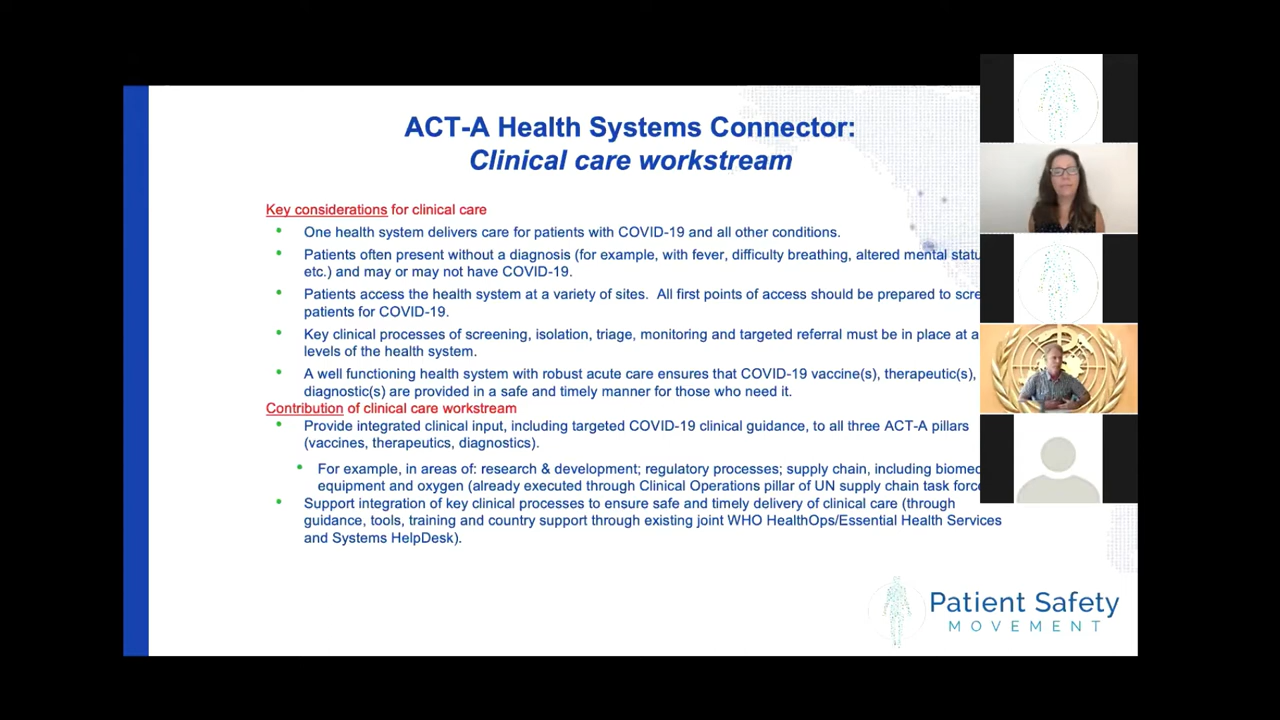 ACT-A Health Systems Connector:
Clinical care workstream
Key considerations for clinical care
• One health system delivers care for patients with COVID-19 and all other conditions.
• Patients often present without a diagnosis (for example, with fever, difficulty breathing, altered mental
etc.) and may or may not have COVID-19.
• Patients access the health system at a variety of sites. All first points of access should be prepared to
patients for COVID-19.
• Key clinical processes of screening, isolation, triage, monitoring and targeted referral must be in place at
levels of the health system.
• A well functioning health system with robust acute care ensures that COVID-19 vaccine(s), therapeutic(s),
diagnostic(s) are provided in a safe and timely manner for those who need it.
Contribution of clinical care workstream
• Provide integrated clinical input, including targeted COVID-19 clinical guidance, to all three ACT-A pillars
(vaccines, therapeutics, diagnostics).
• For example, in areas of: research & development; regulatory processes; supply chain, including
equipment and oxygen (already executed through Clinical Operations pillar of UN supply chain task
• Support integration of key clinical processes to ensure safe and timely delivery of clinical care (through
guidance, tools, training and country support through existing joint WHO HealthOps/Essential Health Services
and Systems HelpDesk).
Patient Safety
MOVEMENT